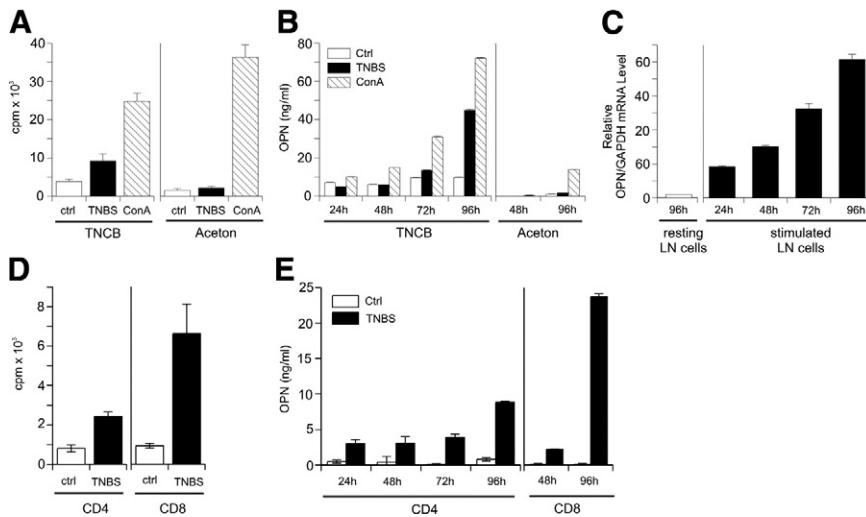 A
cpm x 10³
40
30
20
10
0
ctrl TNBS ConA ctrl TNBS ConA
TNCB Aceton
B
OPN (ng/ml)
80
60
40
20
0
Ctrl
TNBS
ConA
24h 48h 72h 96h 48h 96h
TNCB Aceton
C
Relative
OPN/GAPDH mRNA Level
60
40
20
60
0
96h 24h 48h 72h 96h
resting stimulated
LN cells LN cells
D
cpm x 10³
8
6
4
2
0
ctrl TNBS ctrl TNBS
CD4 CD8
E
OPN (ng/ml)
25
20
15
10
5
0
Ctrl
TNBS
24h 48h 72h 96h 48h 96h
CD4 CD8